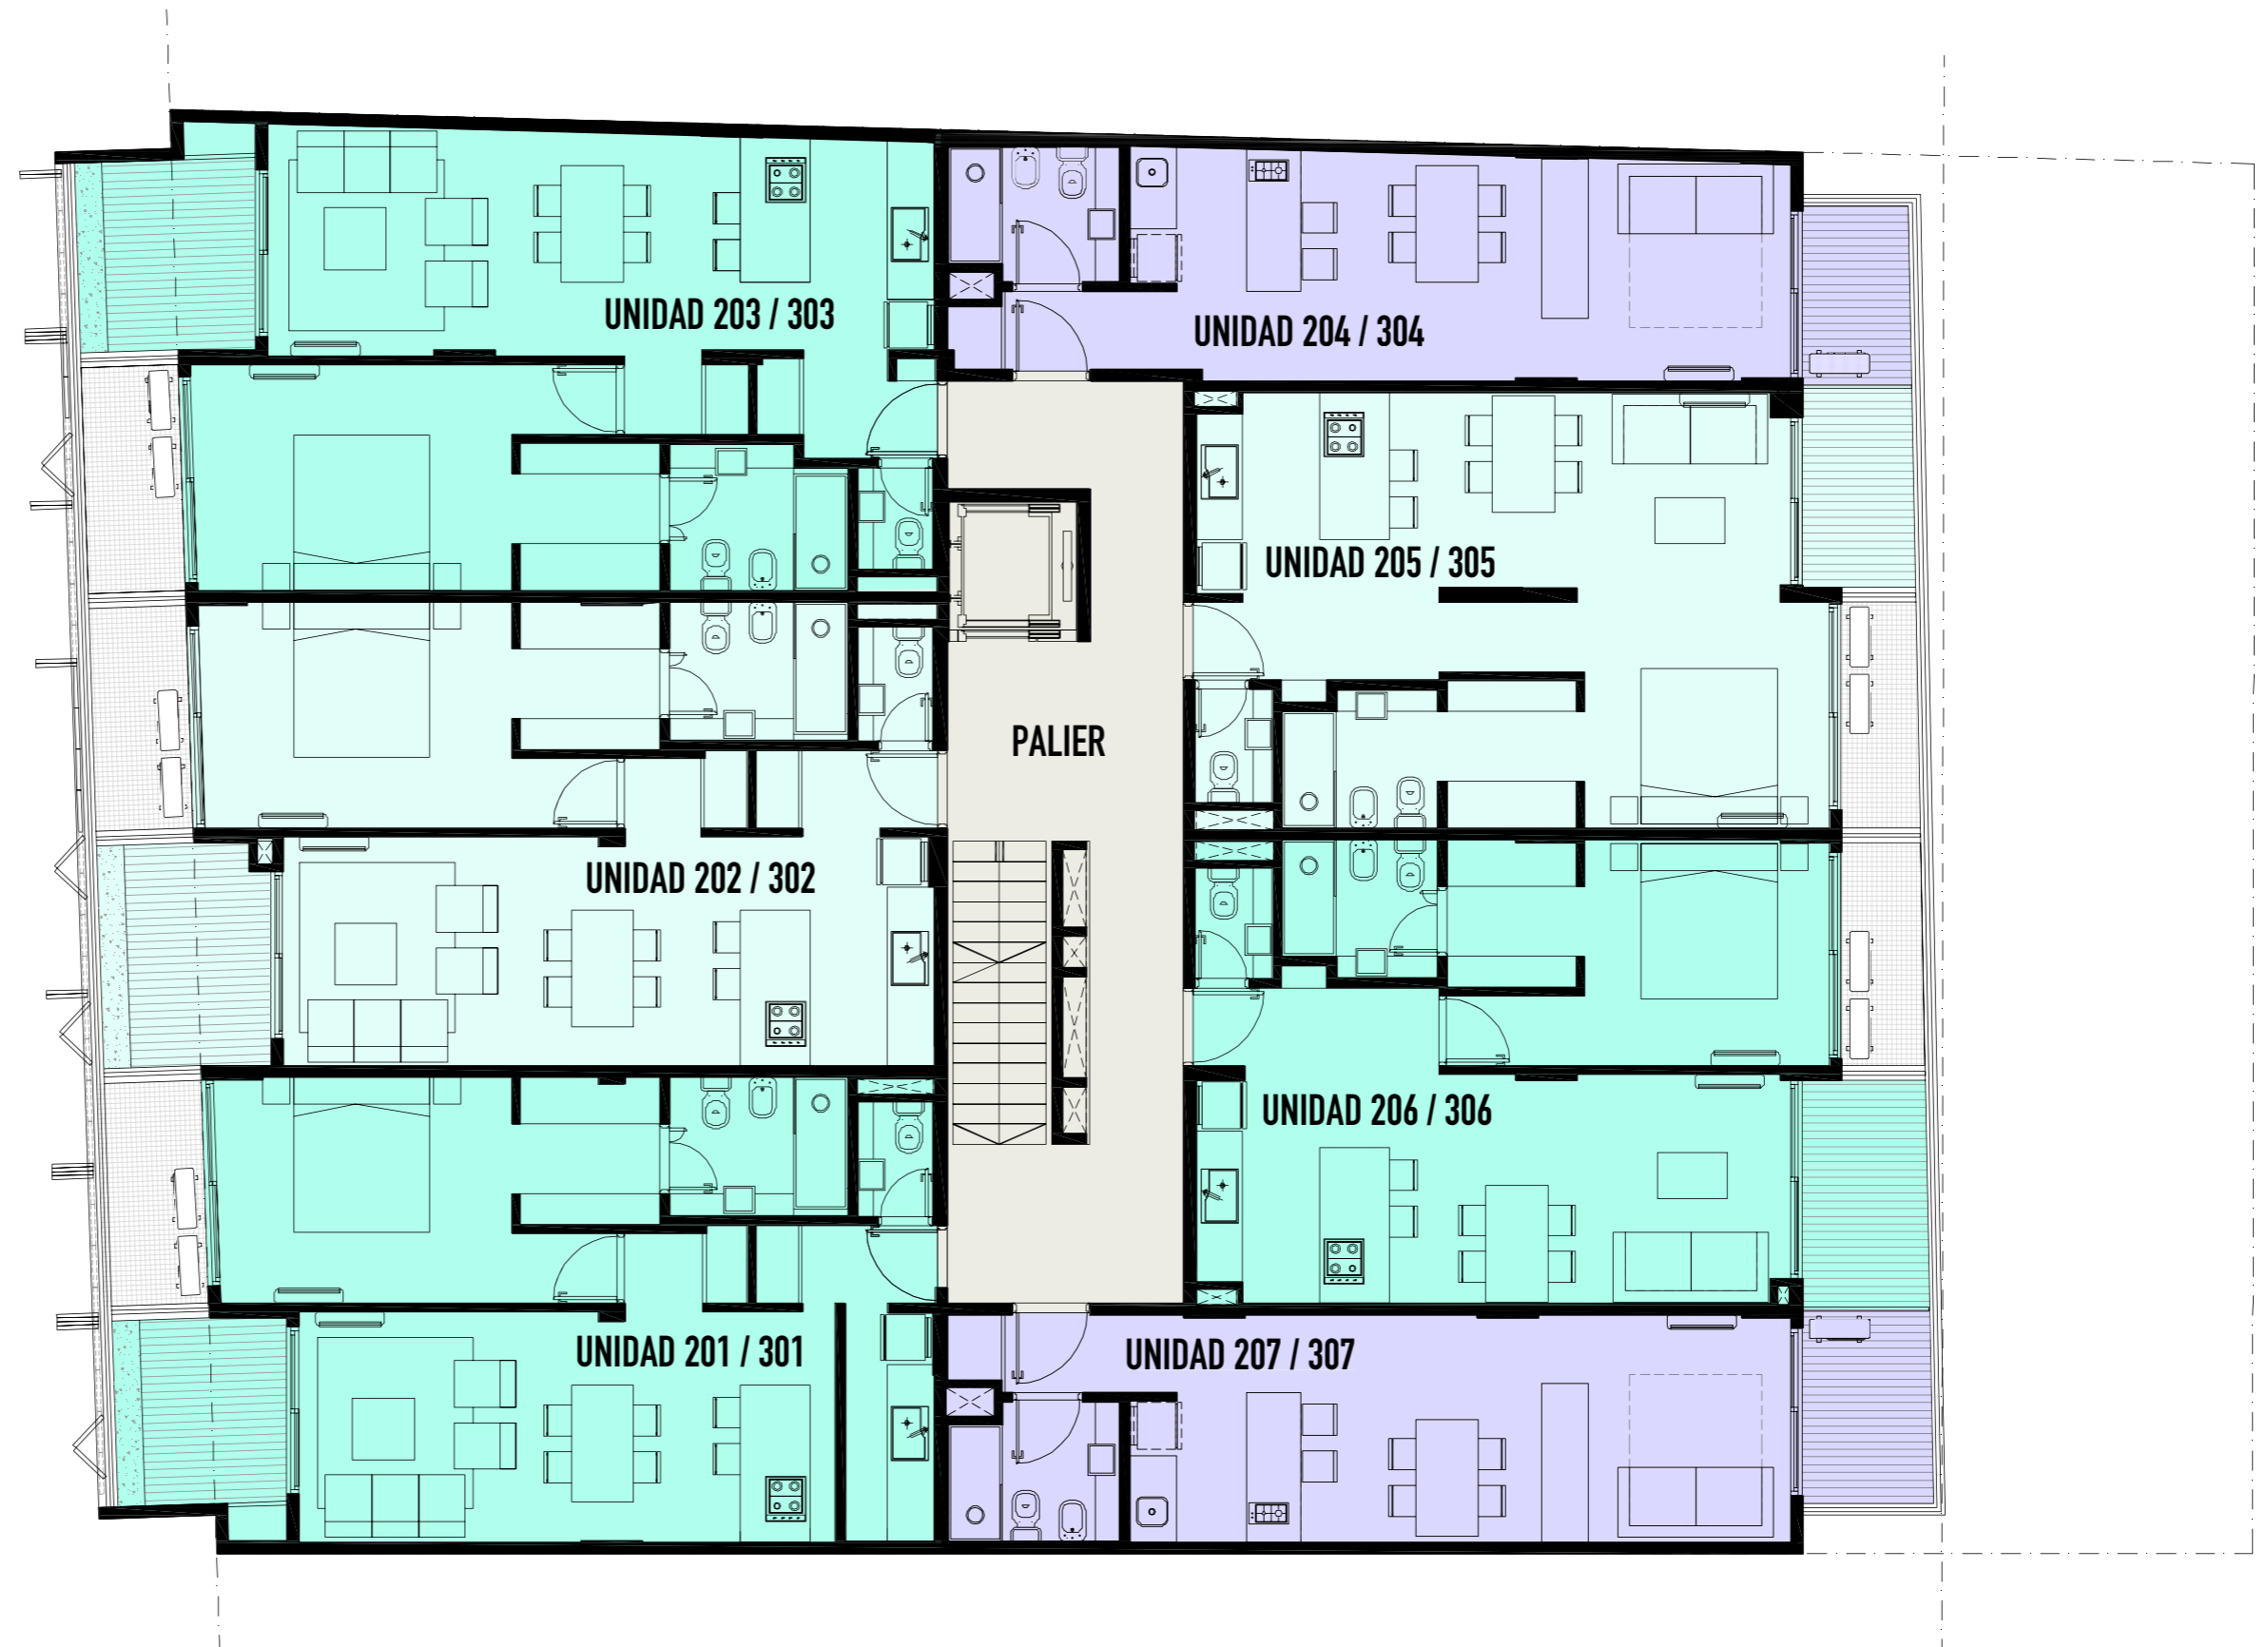 UNIDAD 203 / 303
UNIDAD 204 / 304
UNIDAD 205 / 305
PALIER
UNIDAD 202 / 302
UNIDAD 206 / 306
UNIDAD 201 / 301
UNIDAD 207 / 307